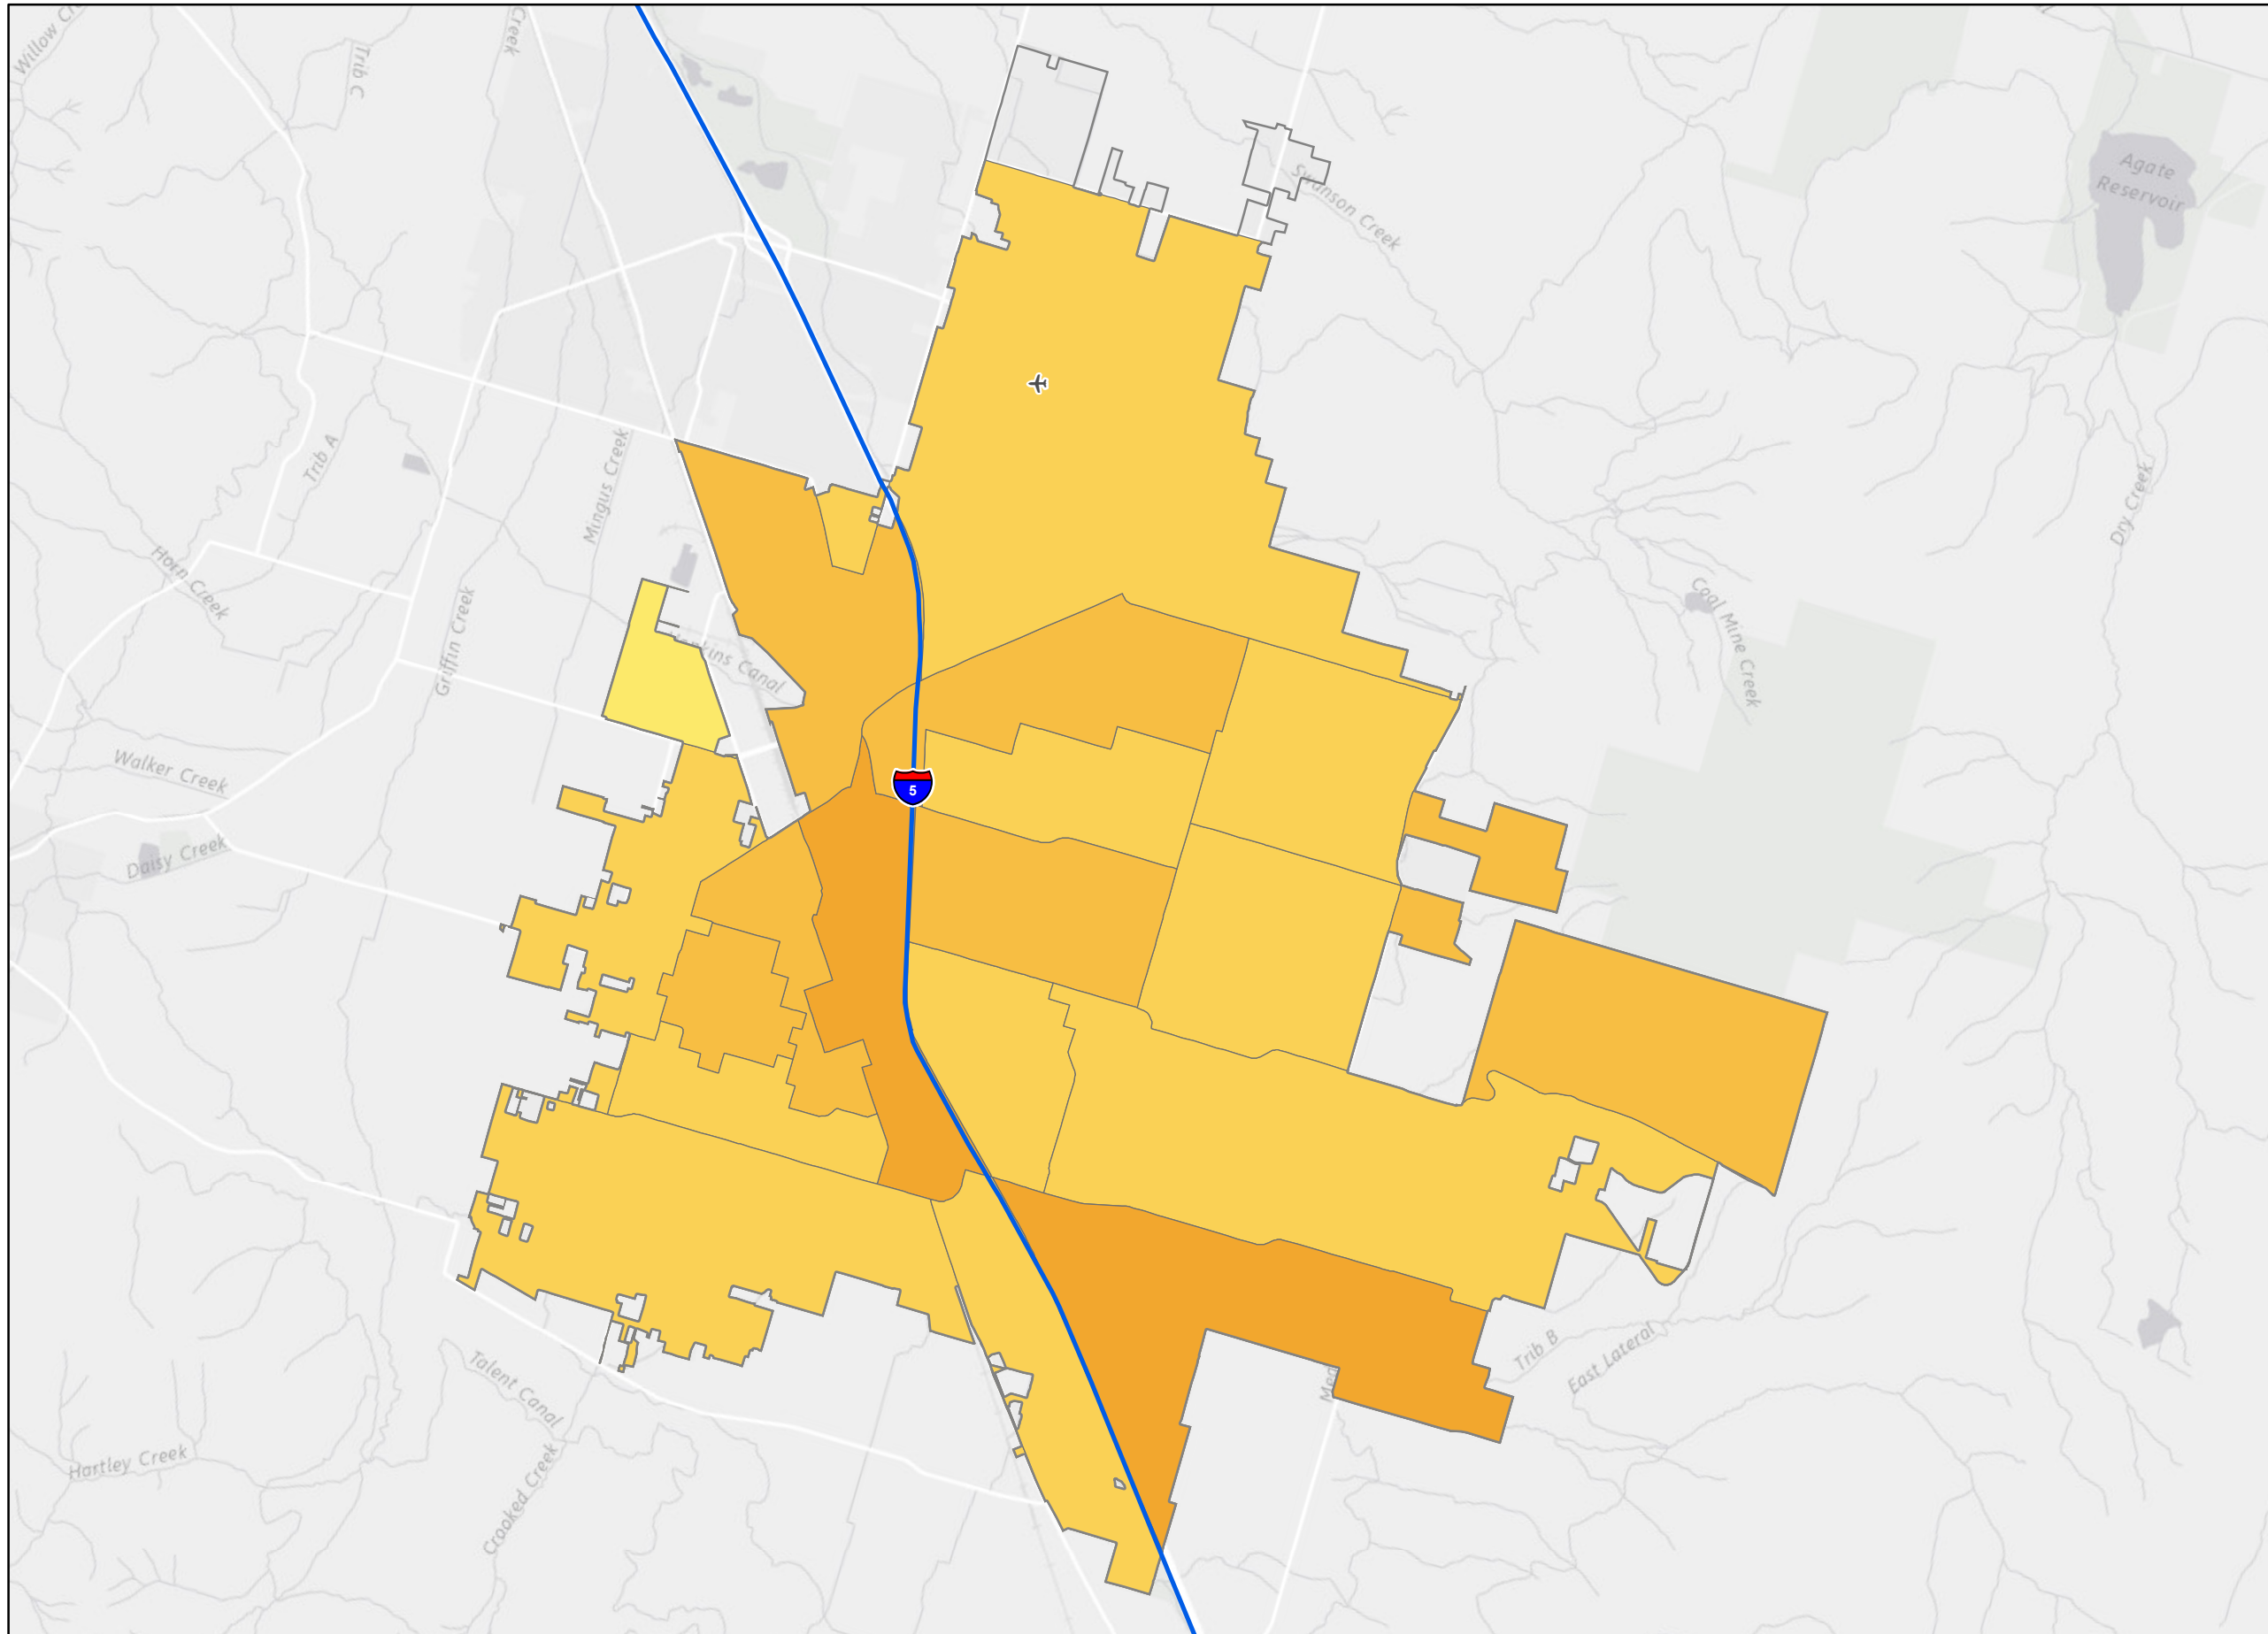 Willow Cre
Trib C
Creek
Agate
Reservoir
Swanson Creek
Trib A
Mingus Creek
Dry Creek
Horn Creek
Griffin Creek
kins Canal
Coal Mine Creek
Walker Creek
5
Daisy Creek
Trib B
East Lateral
Talent Canal
Hartley Creek
Crooked Creek